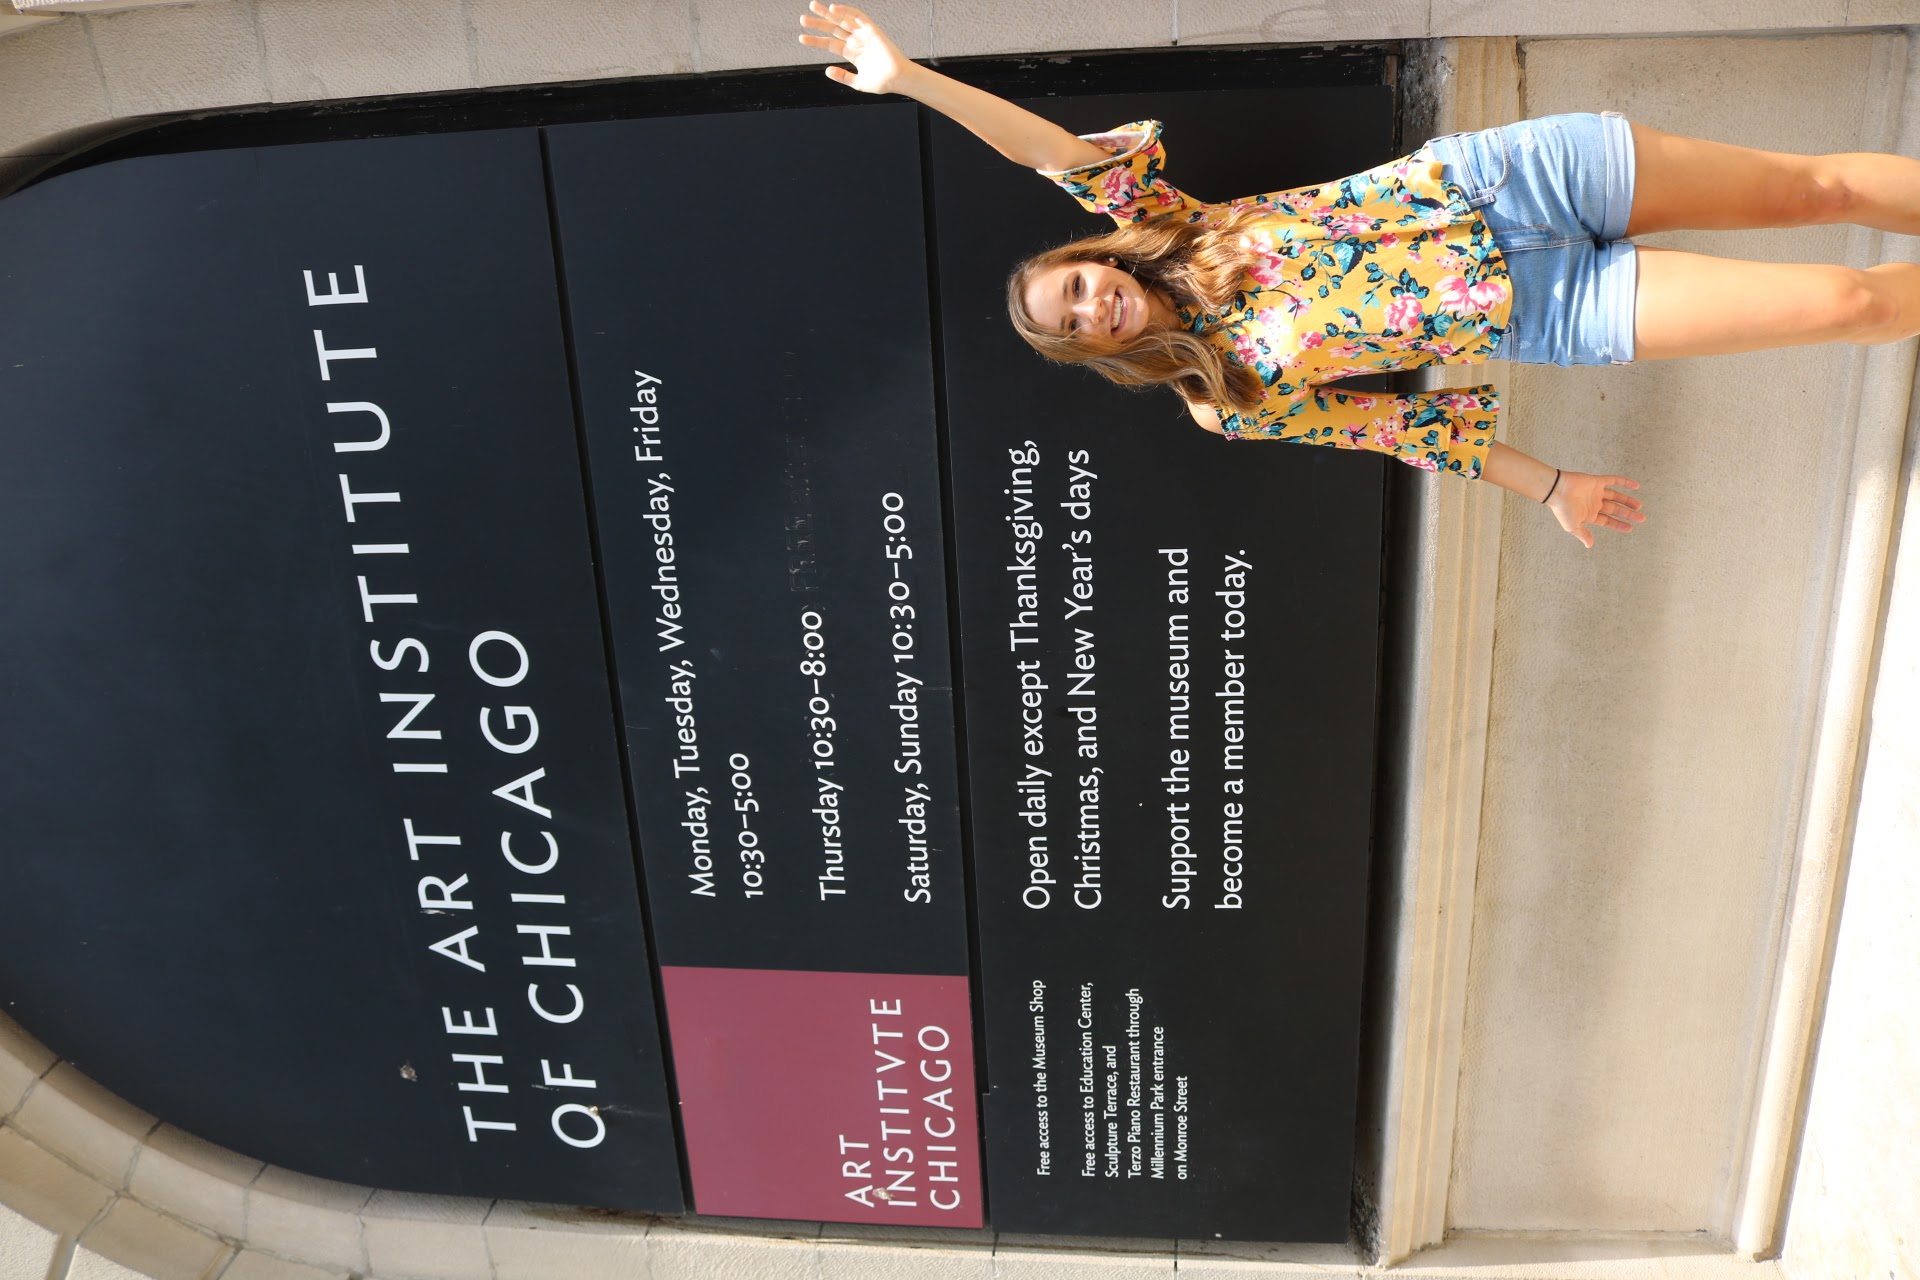 THE ART INSTITUTE
OF CHICAGO
ART
INSTITVTE
CHICAGO
Monday, Tuesday, Wednesday, Friday
10:30–5:00
Thursday 10:30–8:00
Saturday, Sunday 10:30–5:00
Free access to the Museum Shop
Free access to Education Center,
Sculpture Terrace, and
Terzo Piano Restaurant through
Millennium Park entrance
on Monroe Street
Open daily except Thanksgiving,
Christmas, and New Year's days
Support the museum and
become a member today.